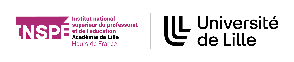 INSPÉ
Institut national
supérieur du professorat
et de l'éducation
Académie de Lille
Hauts-de-France
Université
de Lille